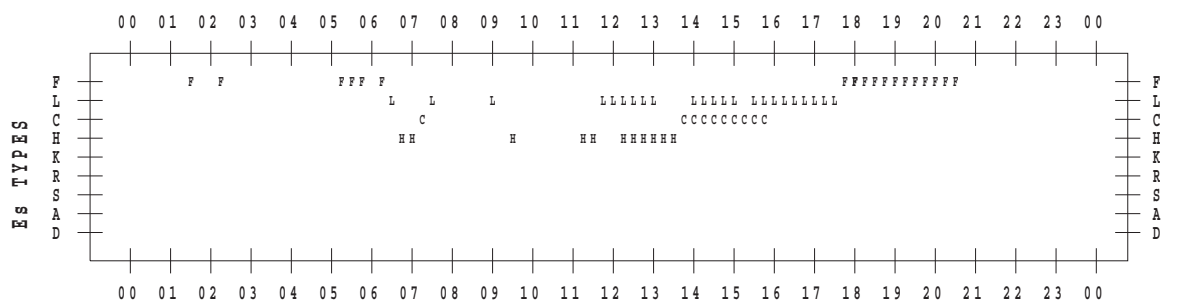 00 01 02 03 04 05 06 07 08 09 10 11 12 13 14 15 16 17 18 19 20 21 22 23 00
F F F FFF F FFFFFFFFFFFF F
L L L L LLLLLL LLLLL LLLLLLLLL L
C C CCCCCCCCC C
H HH H HH HHHHHH H
K K
R R
S S
A A
D D
Es TYPES
00 01 02 03 04 05 06 07 08 09 10 11 12 13 14 15 16 17 18 19 20 21 22 23 00